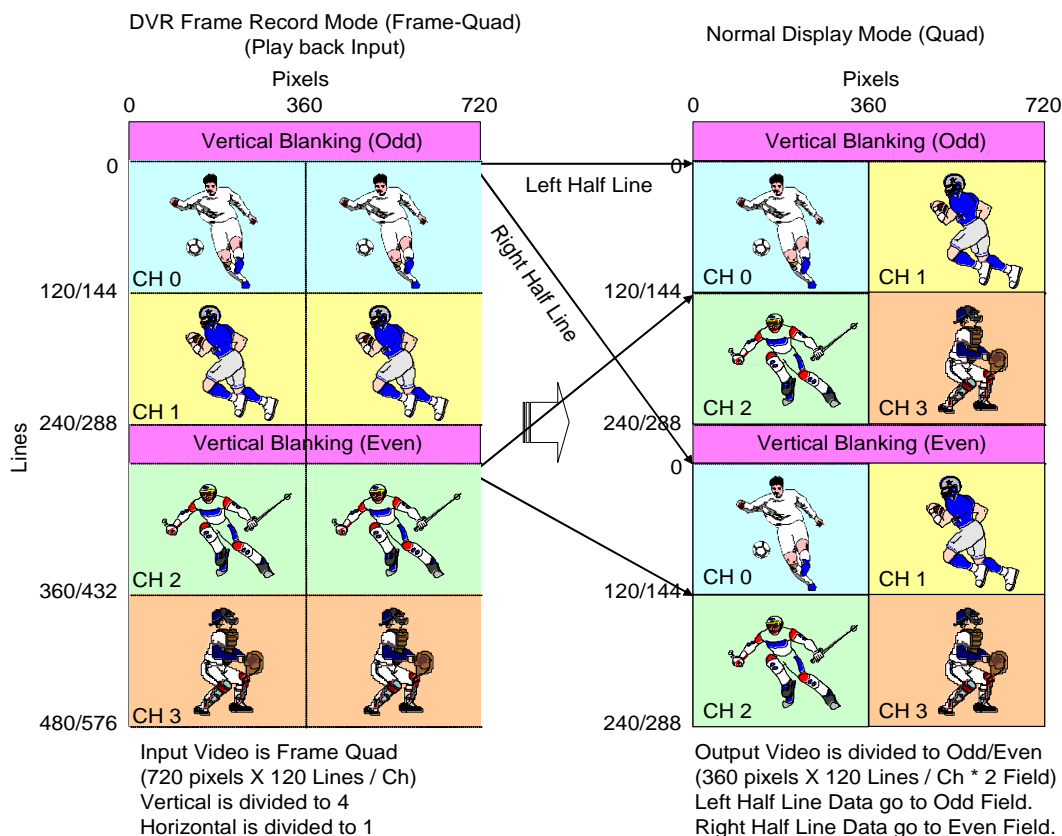 DVR Frame Record Mode (Frame-Quad)
(Play back Input)
Pixels
0 360 720
Vertical Blanking (Odd)
0
CH 0
120/144
CH 1
240/288
Vertical Blanking (Even)
CH 2
360/432
CH 3
480/576
Lines
Input Video is Frame Quad
(720 pixels X 120 Lines / Ch)
Vertical is divided to 4
Horizontal is divided to 1
Left Half Line
Right Half Line
Normal Display Mode (Quad)
Pixels
0 360 720
Vertical Blanking (Odd)
0
CH 0 CH 1
120/144
CH 2 CH 3
240/288
Vertical Blanking (Even)
0
CH 0 CH 1
120/144
CH 2 CH 3
240/288
Output Video is divided to Odd/Even
(360 pixels X 120 Lines / Ch * 2 Field)
Left Half Line Data go to Odd Field.
Right Half Line Data go to Even Field.